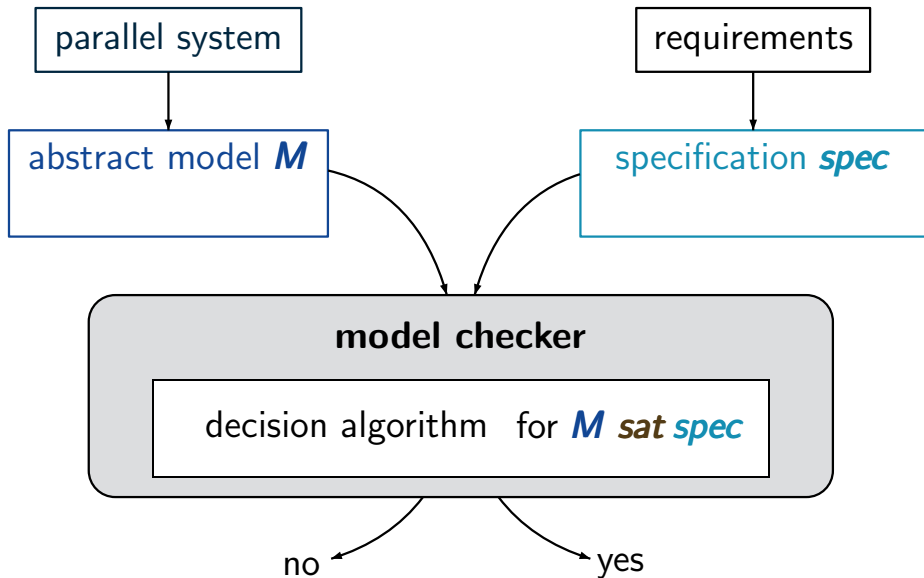 parallel system
requirements
abstract model M
specification spec
model checker
decision algorithm for M sat spec
no
yes